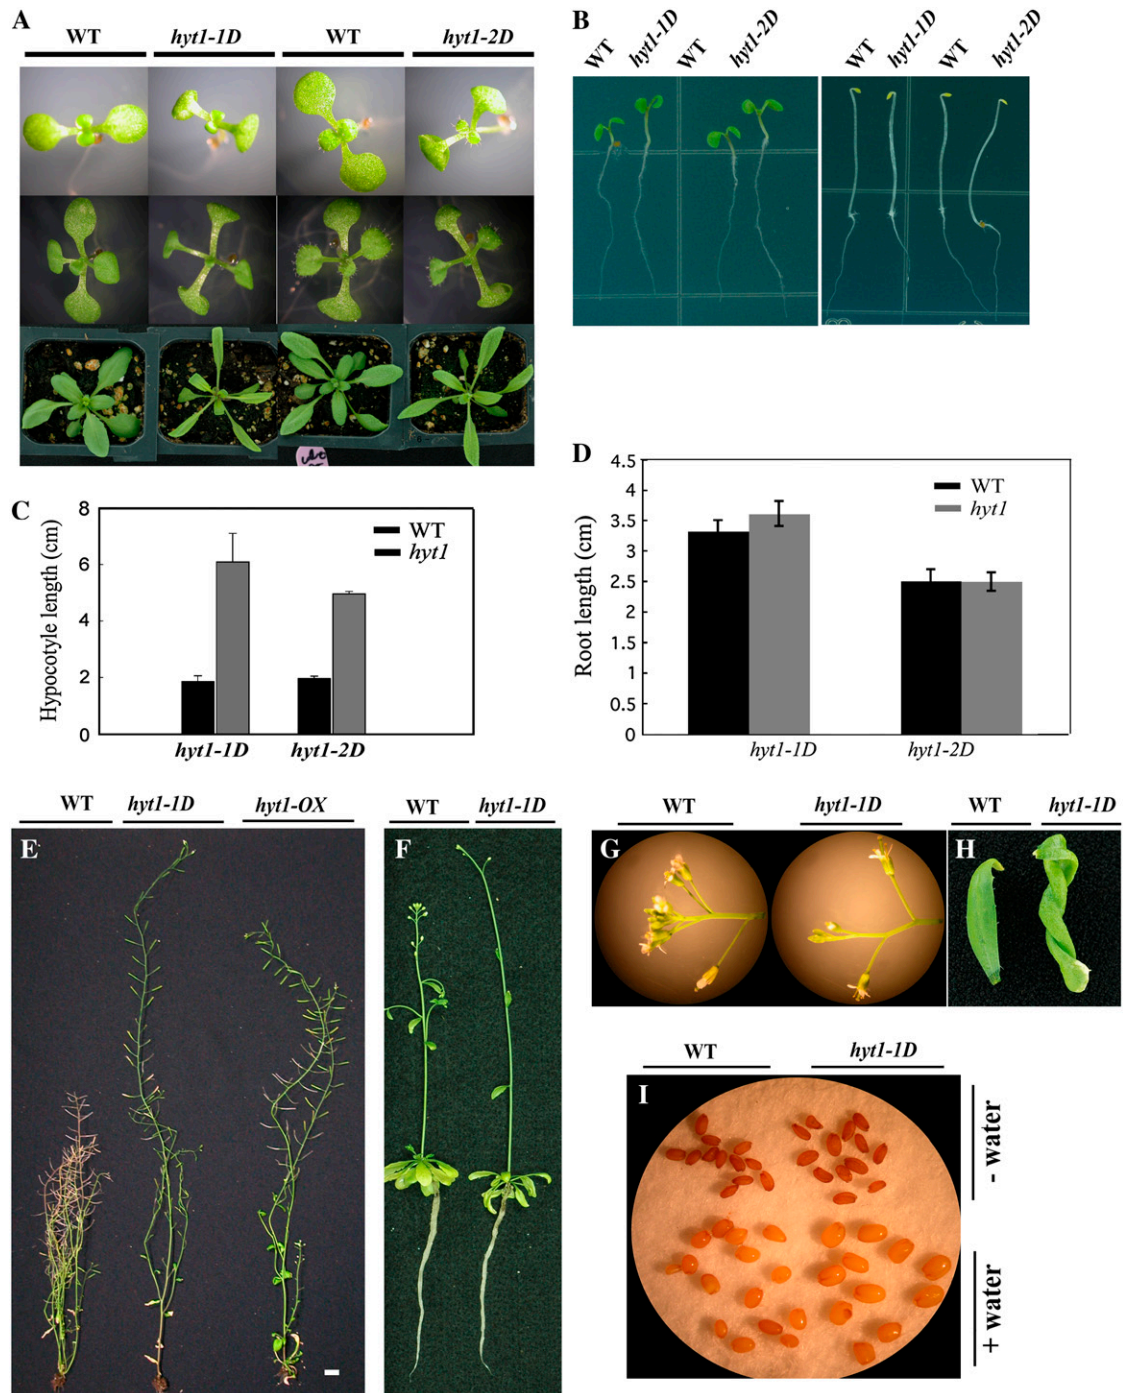 A
WT hyt1-1D WT hyt1-2D
B
WT hyt1-1D WT hyt1-2D WT hyt1-1D WT hyt1-2D
C
Hypocotyle length (cm)
8
6
4
2
0
WT
hyt1
hyt1-1D hyt1-2D
D
Root length (cm)
4.5
4
3.5
3
2.5
2
1.5
1
0.5
0
WT
hyt1
hyt1-1D hyt1-2D
WT hyt1-1D hyt1-OX
E
WT hyt1-1D
F
WT hyt1-1D
G
WT hyt1-1D
H
WT hyt1-1D
I
- water
+ water